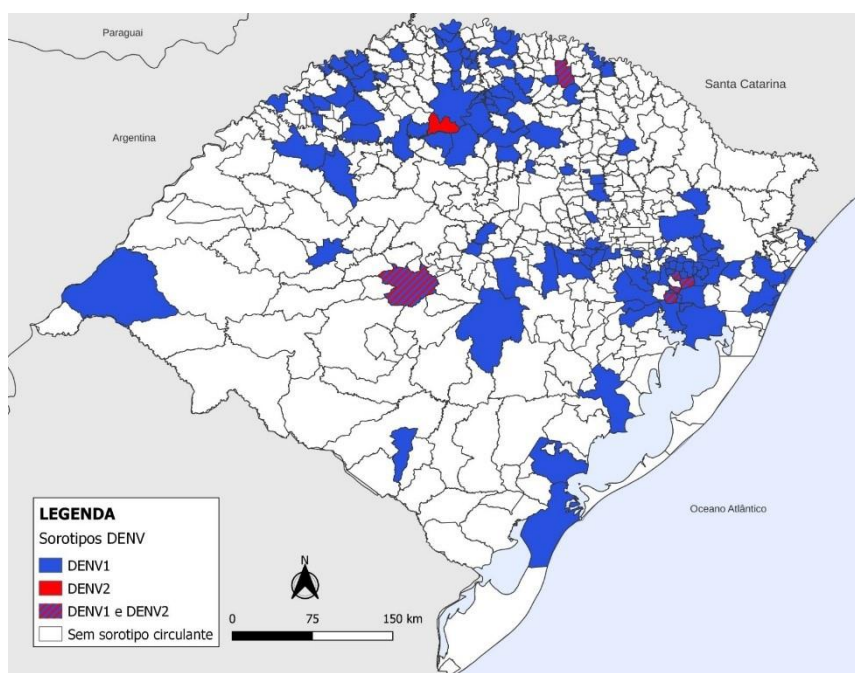 Paraguai
Santa Catarina
Argentina
Oceano Atlântico
LEGENDA
Sorotipos DENV
DENV1
DENV2
DENV1 e DENV2
Sem sorotipo circulante
N
0 75 150 km